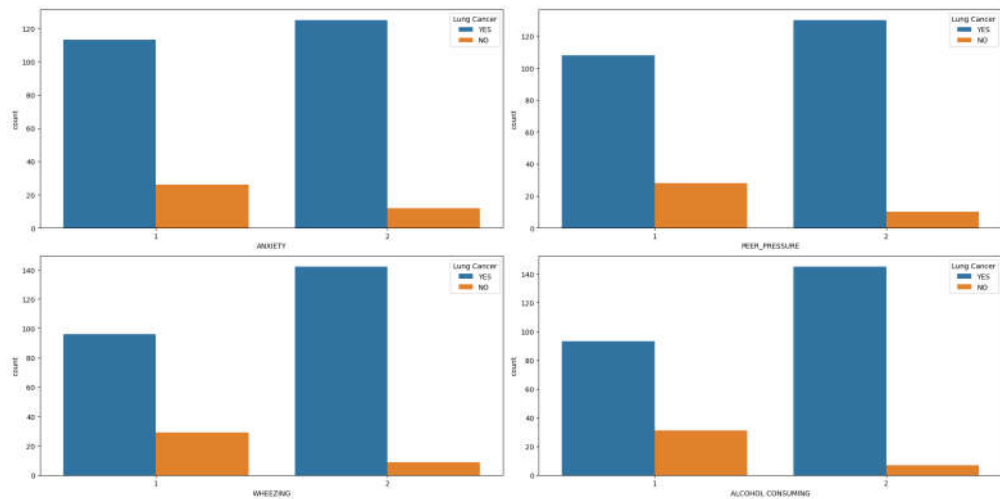 Lung Cancer
YES
NO
120
100
80
60
40
20
0
count
1
2
ANXIETY
Lung Cancer
YES
NO
120
100
80
60
40
20
0
count
1
2
PEER_PRESSURE
Lung Cancer
YES
NO
140
120
100
80
60
40
20
0
count
1
2
WHEEZING
Lung Cancer
YES
NO
140
120
100
80
60
40
20
0
count
1
2
ALCOHOL CONSUMING